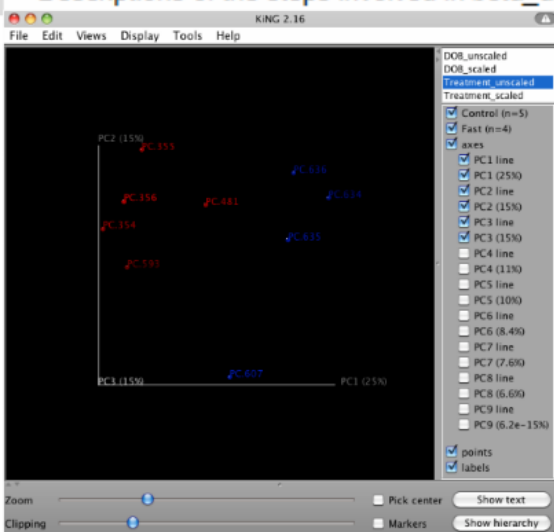 KiNG 2.16
File Edit Views Display Tools Help
DOB_unscaled
DOB_scaled
Treatment_unscaled
Treatment_scaled
Control (n=5)
Fast (n=4)
axes
PC1 line
PC1 (25%)
PC2 line
PC2 (15%)
PC3 line
PC3 (15%)
PC4 line
PC4 (11%)
PC5 line
PC5 (10%)
PC6 line
PC6 (8.4%)
PC7 line
PC7 (7.6%)
PC8 line
PC8 (6.6%)
PC9 line
PC9 (6.2e-15%)
points
labels
PC2 (15%)
PC.355
PC.636
PC.356
PC.481
PC.634
PC.354
PC.635
PC.593
PC.607
PC3 (15%)
PC1 (25%)
Zoom
Pick center
Show text
Clipping
Markers
Show hierarchy